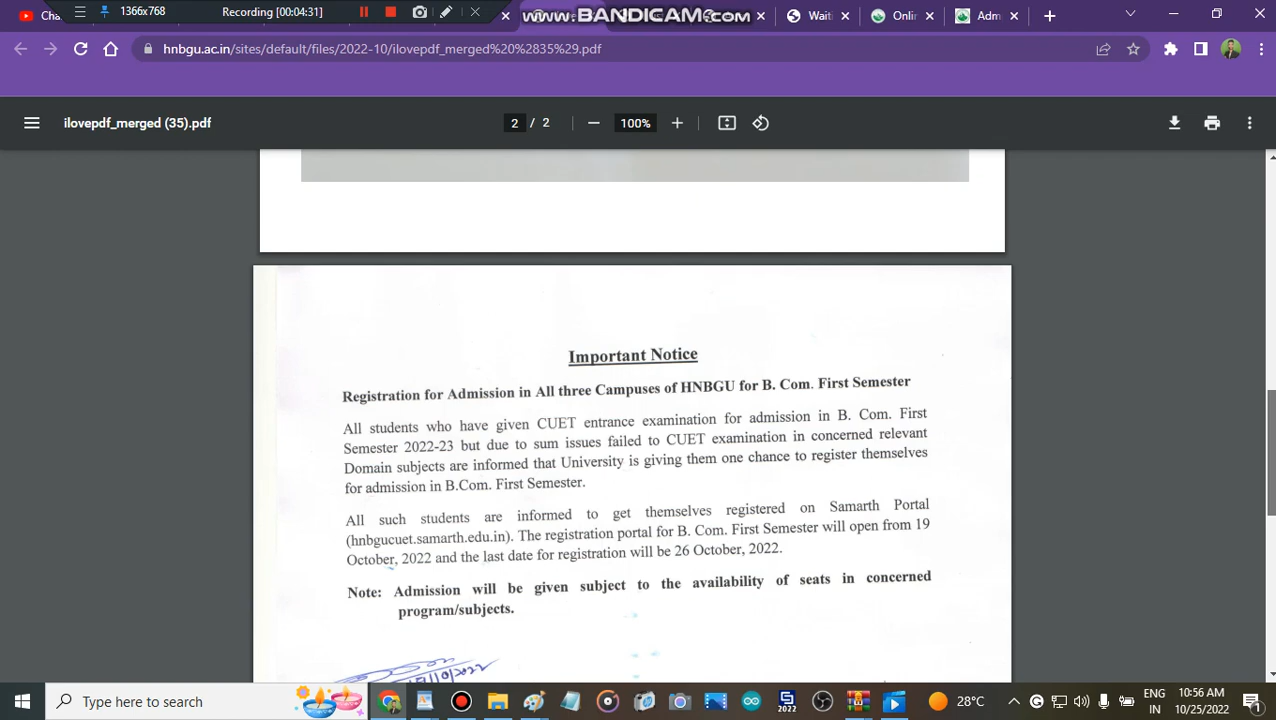 1366x768
Recording [00:04:31]
Cha
WWW.BANDICAM.COM
Waiti
Onlin
Adm
hnbgu.ac.in/sites/default/files/2022-10/ilovepdf_merged%20%2835%29.pdf
ilovepdf_merged (35).pdf
2 / 2
100%
Important Notice
Registration for Admission in All three Campuses of HNBGU for B. Com. First Semester
All students who have given CUET entrance examination for admission in B. Com. First
Semester 2022-23 but due to sum issues failed to CUET examination in concerned relevant
Domain subjects are informed that University is giving them one chance to register themselves
for admission in B.Com. First Semester.
All such students are informed to get themselves registered on Samarth Portal
(hnbgucuet.samarth.edu.in). The registration portal for B. Com. First Semester will open from 19
October, 2022 and the last date for registration will be 26 October, 2022.
Note: Admission will be given subject to the availability of seats in concerned
program/subjects.
Type here to search
2022
28°C
ENG
IN
10:56 AM
10/25/2022
1